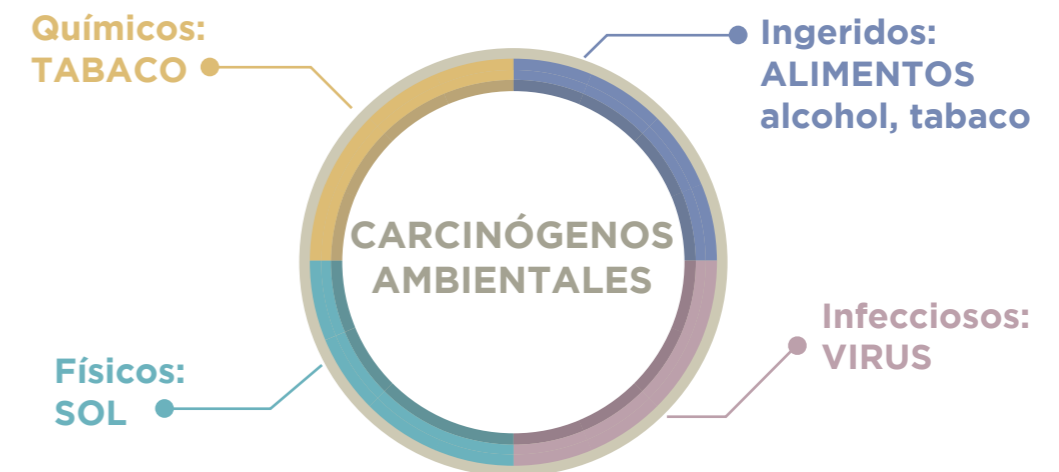 Químicos:
TABACO
Ingeridos:
ALIMENTOS
alcohol, tabaco
CARCINÓGENOS
AMBIENTALES
Infecciosos:
VIRUS
Físicos:
SOL